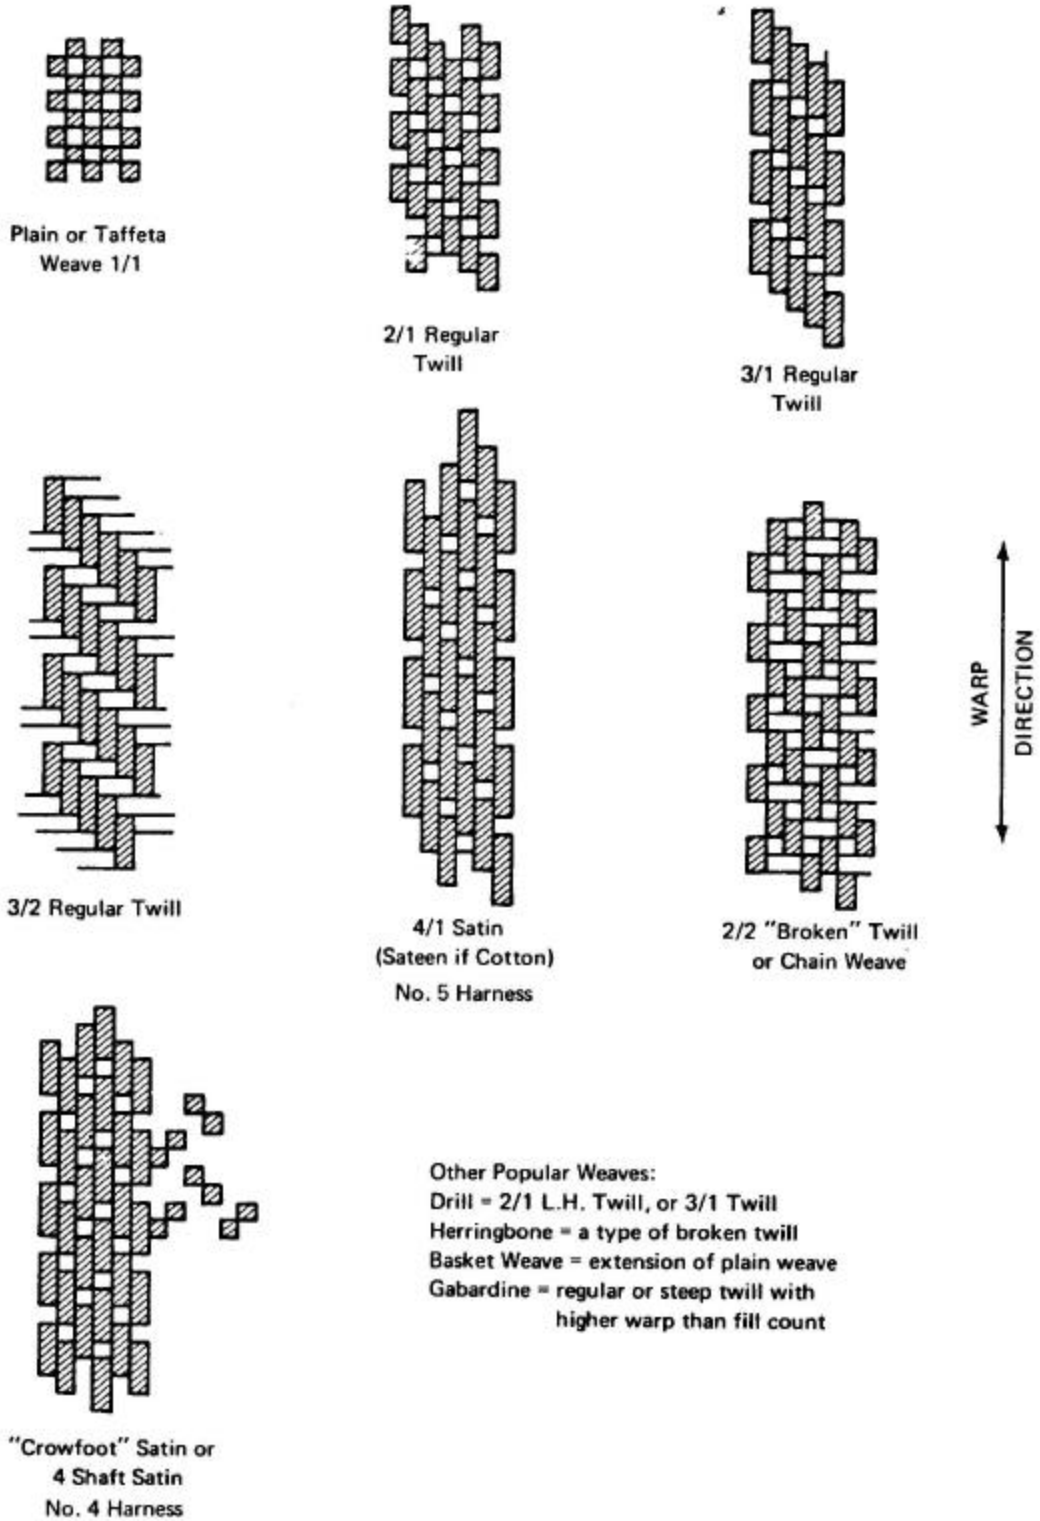 Plain or Taffeta
Weave 1/1
2/1 Regular
Twill
3/1 Regular
Twill
3/2 Regular Twill
4/1 Satin
(Sateen if Cotton)
No. 5 Harness
2/2 "Broken" Twill
or Chain Weave
WARP
DIRECTION
"Crowfoot" Satin or
4 Shaft Satin
No. 4 Harness
Other Popular Weaves:
Drill = 2/1 L.H. Twill, or 3/1 Twill
Herringbone = a type of broken twill
Basket Weave = extension of plain weave
Gabardine = regular or steep twill with
higher warp than fill count